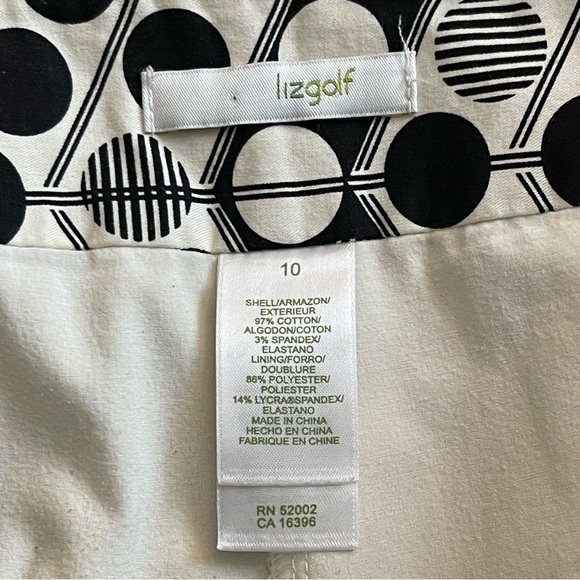 lizgolf
10
SHELL/ARMAZON/
EXTERIEUR
97% COTTON/
ALGODON/COTON
3% SPANDEX/
ELASTANO
LINING/FORRO/
DOUBLURE
86% POLYESTER/
POLIESTER
14% LYCRA®SPANDEX/
ELASTANO
MADE IN CHINA
HECHO EN CHINA
FABRIQUE EN CHINE
RN 52002
CA 16396